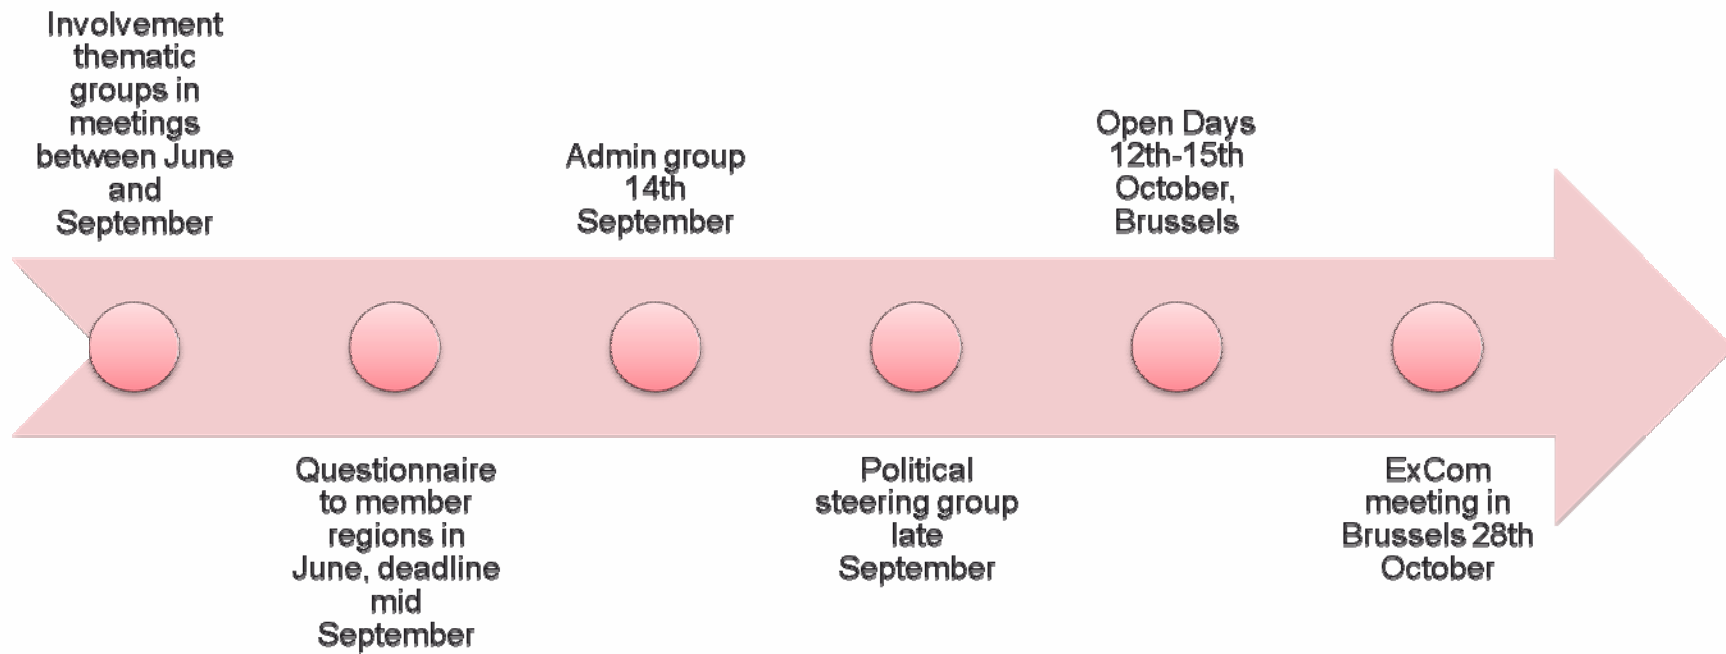 Involvement
thematic
groups in
meetings
between June
and
September
Questionnaire
to member
regions in
June, deadline
mid
September
Admin group
14th
September
Political
steering group
late
September
Open Days
12th-15th
October,
Brussels
ExCom
meeting in
Brussels 28th
October